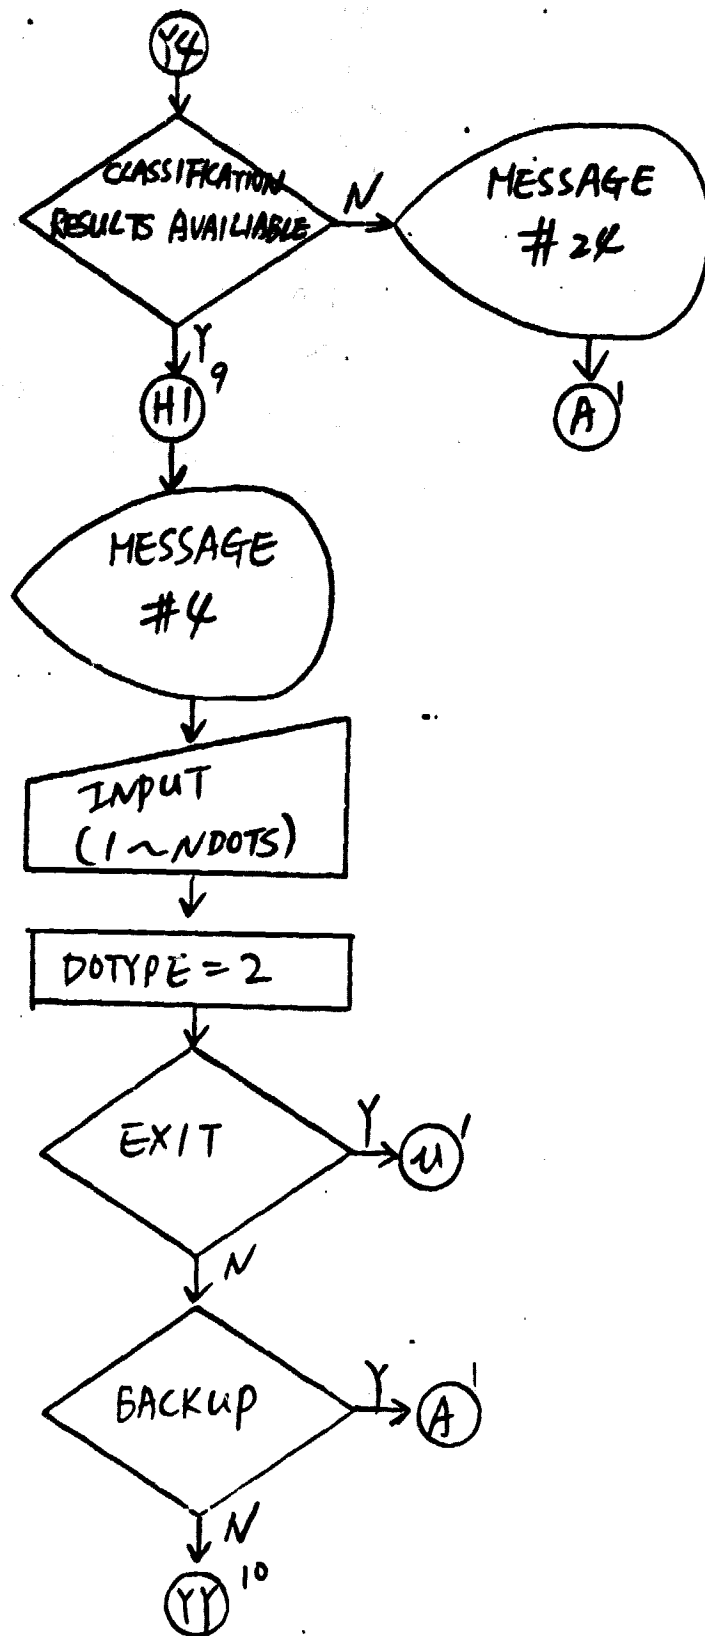 Y4
CLASSIFICATION
RESULTS AVAILIABLE
N
MESSAGE
#24
A 1
Y
H1 9
MESSAGE
#4
INPUT
(1~NDOTS)
DOTYPE = 2
EXIT
Y
u 1
N
BACKUP
Y
A 1
N
YY 10